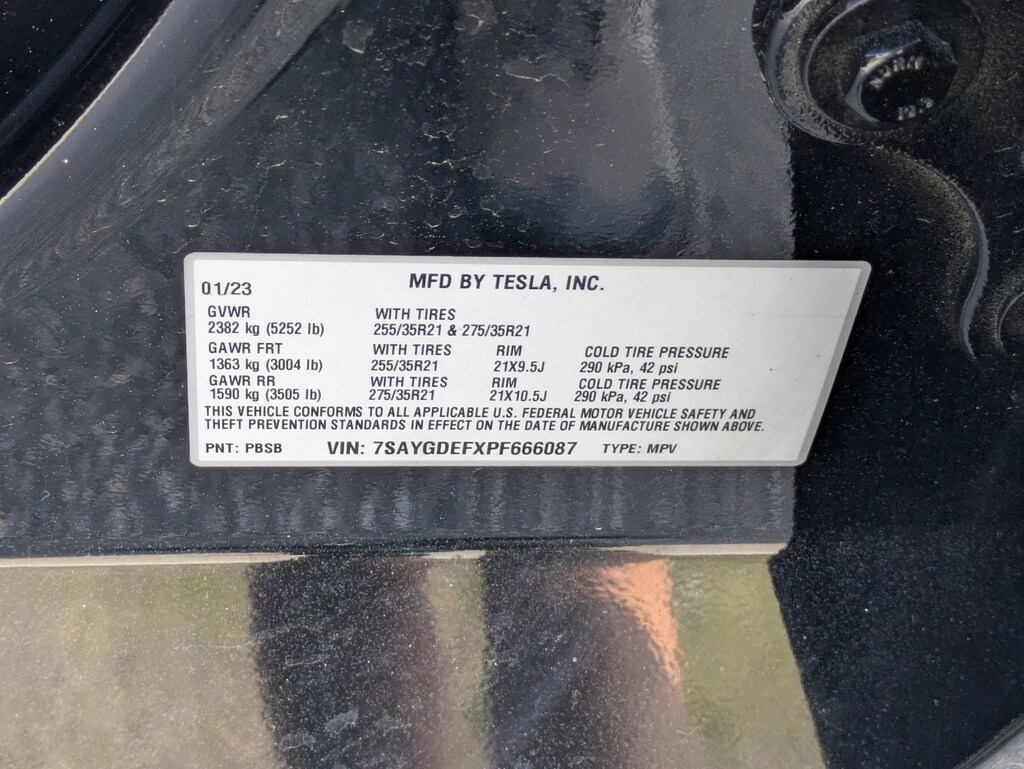 MFD BY TESLA, INC.
01/23
GVWR WITH TIRES
2382 kg (5252 lb) 255/35R21 & 275/35R21
GAWR FRT WITH TIRES RIM COLD TIRE PRESSURE
1363 kg (3004 lb) 255/35R21 21X9.5J 290 kPa, 42 psi
GAWR RR WITH TIRES RIM COLD TIRE PRESSURE
1590 kg (3505 lb) 275/35R21 21X10.5J 290 kPa, 42 psi
THIS VEHICLE CONFORMS TO ALL APPLICABLE U.S. FEDERAL MOTOR VEHICLE SAFETY AND
THEFT PREVENTION STANDARDS IN EFFECT ON THE DATE OF MANUFACTURE SHOWN ABOVE.
PNT: PBSB VIN: 7SAYGDEFXPF666087 TYPE: MPV